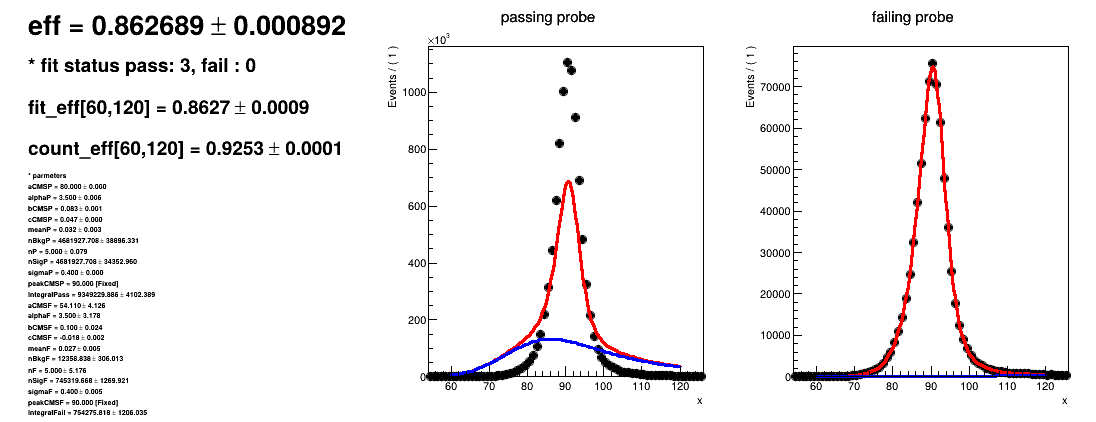 eff = 0.862689 ± 0.000892
* fit status pass: 3, fail : 0
fit_eff[60,120] = 0.8627 ± 0.0009
count_eff[60,120] = 0.9253 ± 0.0001
* parmeters
aCMSP = 80.000 ± 0.000
alphaP = 3.500 ± 0.006
bCMSP = 0.083 ± 0.001
cCMSP = 0.047 ± 0.000
meanP = 0.032 ± 0.003
nBkgP = 4681927.708 ± 38896.331
nP = 5.000 ± 0.079
nSigP = 4681927.708 ± 34352.960
sigmaP = 0.400 ± 0.000
peakCMSP = 90.000 [Fixed]
IntegralPass = 9349229.886 ± 4102.389
aCMSF = 54.110 ± 4.126
alphaF = 3.500 ± 3.178
bCMSF = 0.100 ± 0.024
cCMSF = -0.018 ± 0.002
meanF = 0.027 ± 0.005
nBkgF = 12358.838 ± 306.013
nF = 5.000 ± 5.176
nSigF = 745319.668 ± 1269.921
sigmaF = 0.400 ± 0.005
peakCMSF = 90.000 [Fixed]
IntegralFail = 754275.818 ± 1206.035
passing probe
×10³
Events / ( 1 )
1000
800
600
400
200
0
60 70 80 90 100 110 120
x
failing probe
Events / ( 1 )
70000
60000
50000
40000
30000
20000
10000
0
60 70 80 90 100 110 120
x